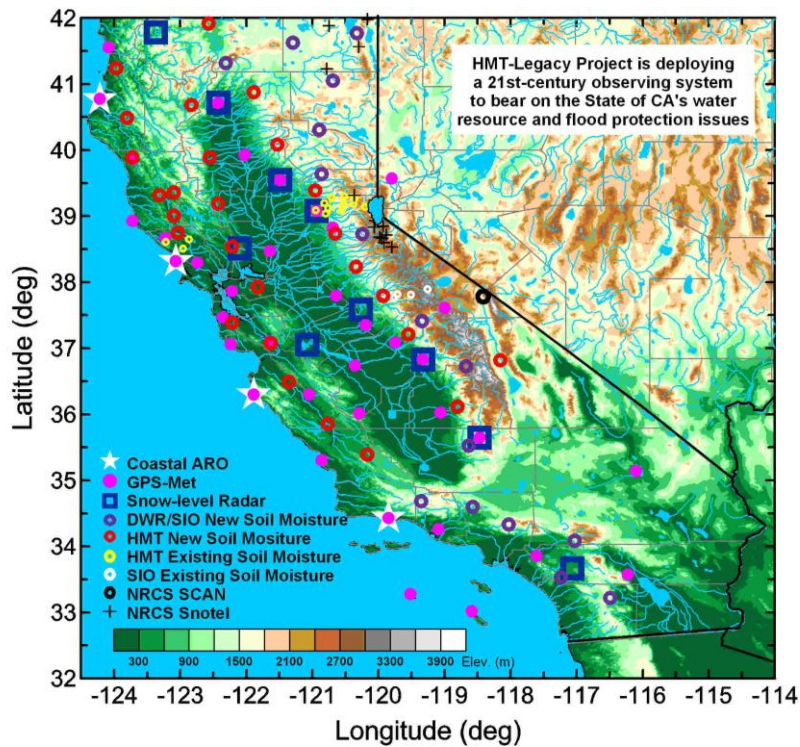 42
41
40
39
38
37
36
35
34
33
32
Latitude (deg)
HMT-Legacy Project is deploying
a 21st-century observing system
to bear on the State of CA's water
resource and flood protection issues
Coastal ARO
GPS-Met
Snow-level Radar
DWR/SIO New Soil Moisture
HMT New Soil Mositure
HMT Existing Soil Moisture
SIO Existing Soil Moisture
NRCS SCAN
NRCS Snotel
300 900 1500 2100 2700 3300 3900 Elev. (m)
-124 -123 -122 -121 -120 -119 -118 -117 -116 -115 -114
Longitude (deg)